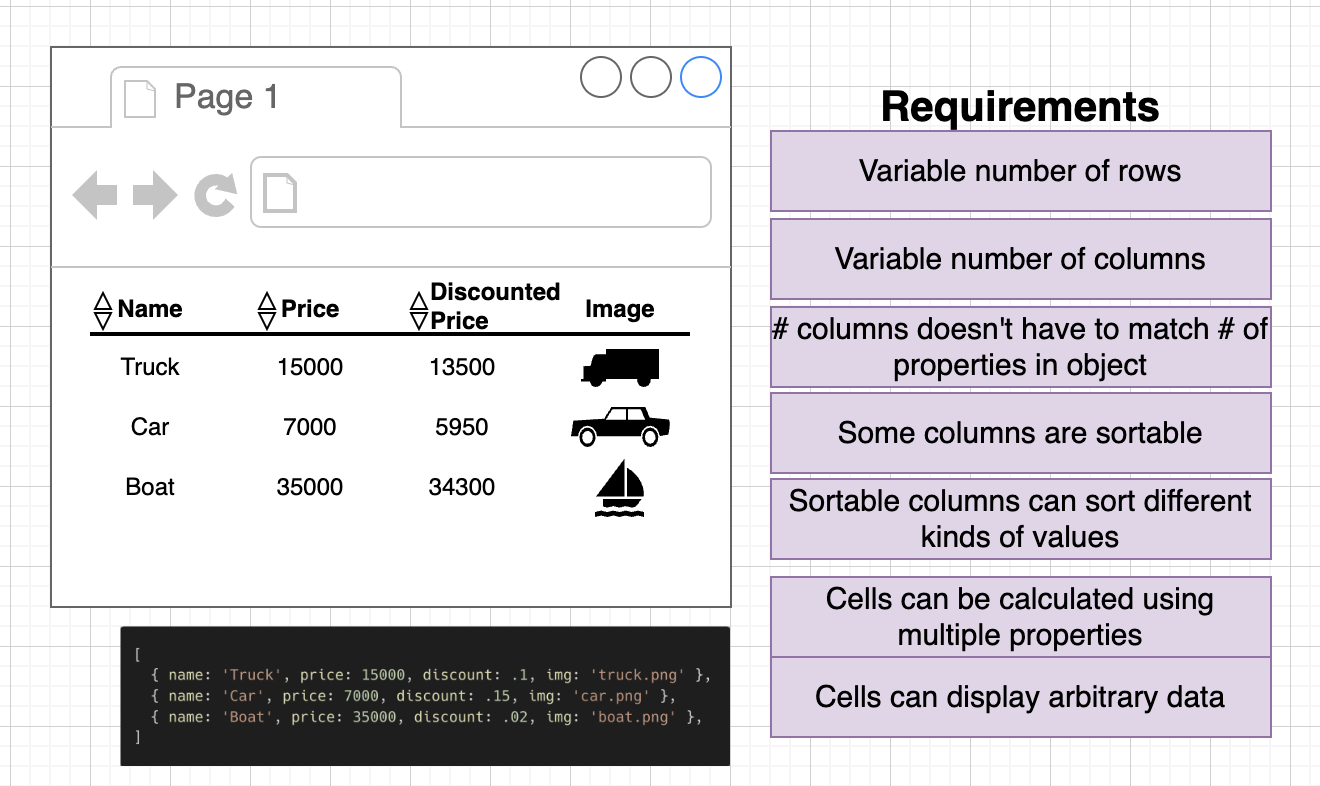 Page 1
Name Price Discounted Price Image
Truck 15000 13500
Car 7000 5950
Boat 35000 34300
[
{ name: 'Truck', price: 15000, discount: .1, img: 'truck.png' },
{ name: 'Car', price: 7000, discount: .15, img: 'car.png' },
{ name: 'Boat', price: 35000, discount: .02, img: 'boat.png' },
]
Requirements
Variable number of rows
Variable number of columns
# columns doesn't have to match # of
properties in object
Some columns are sortable
Sortable columns can sort different
kinds of values
Cells can be calculated using
multiple properties
Cells can display arbitrary data